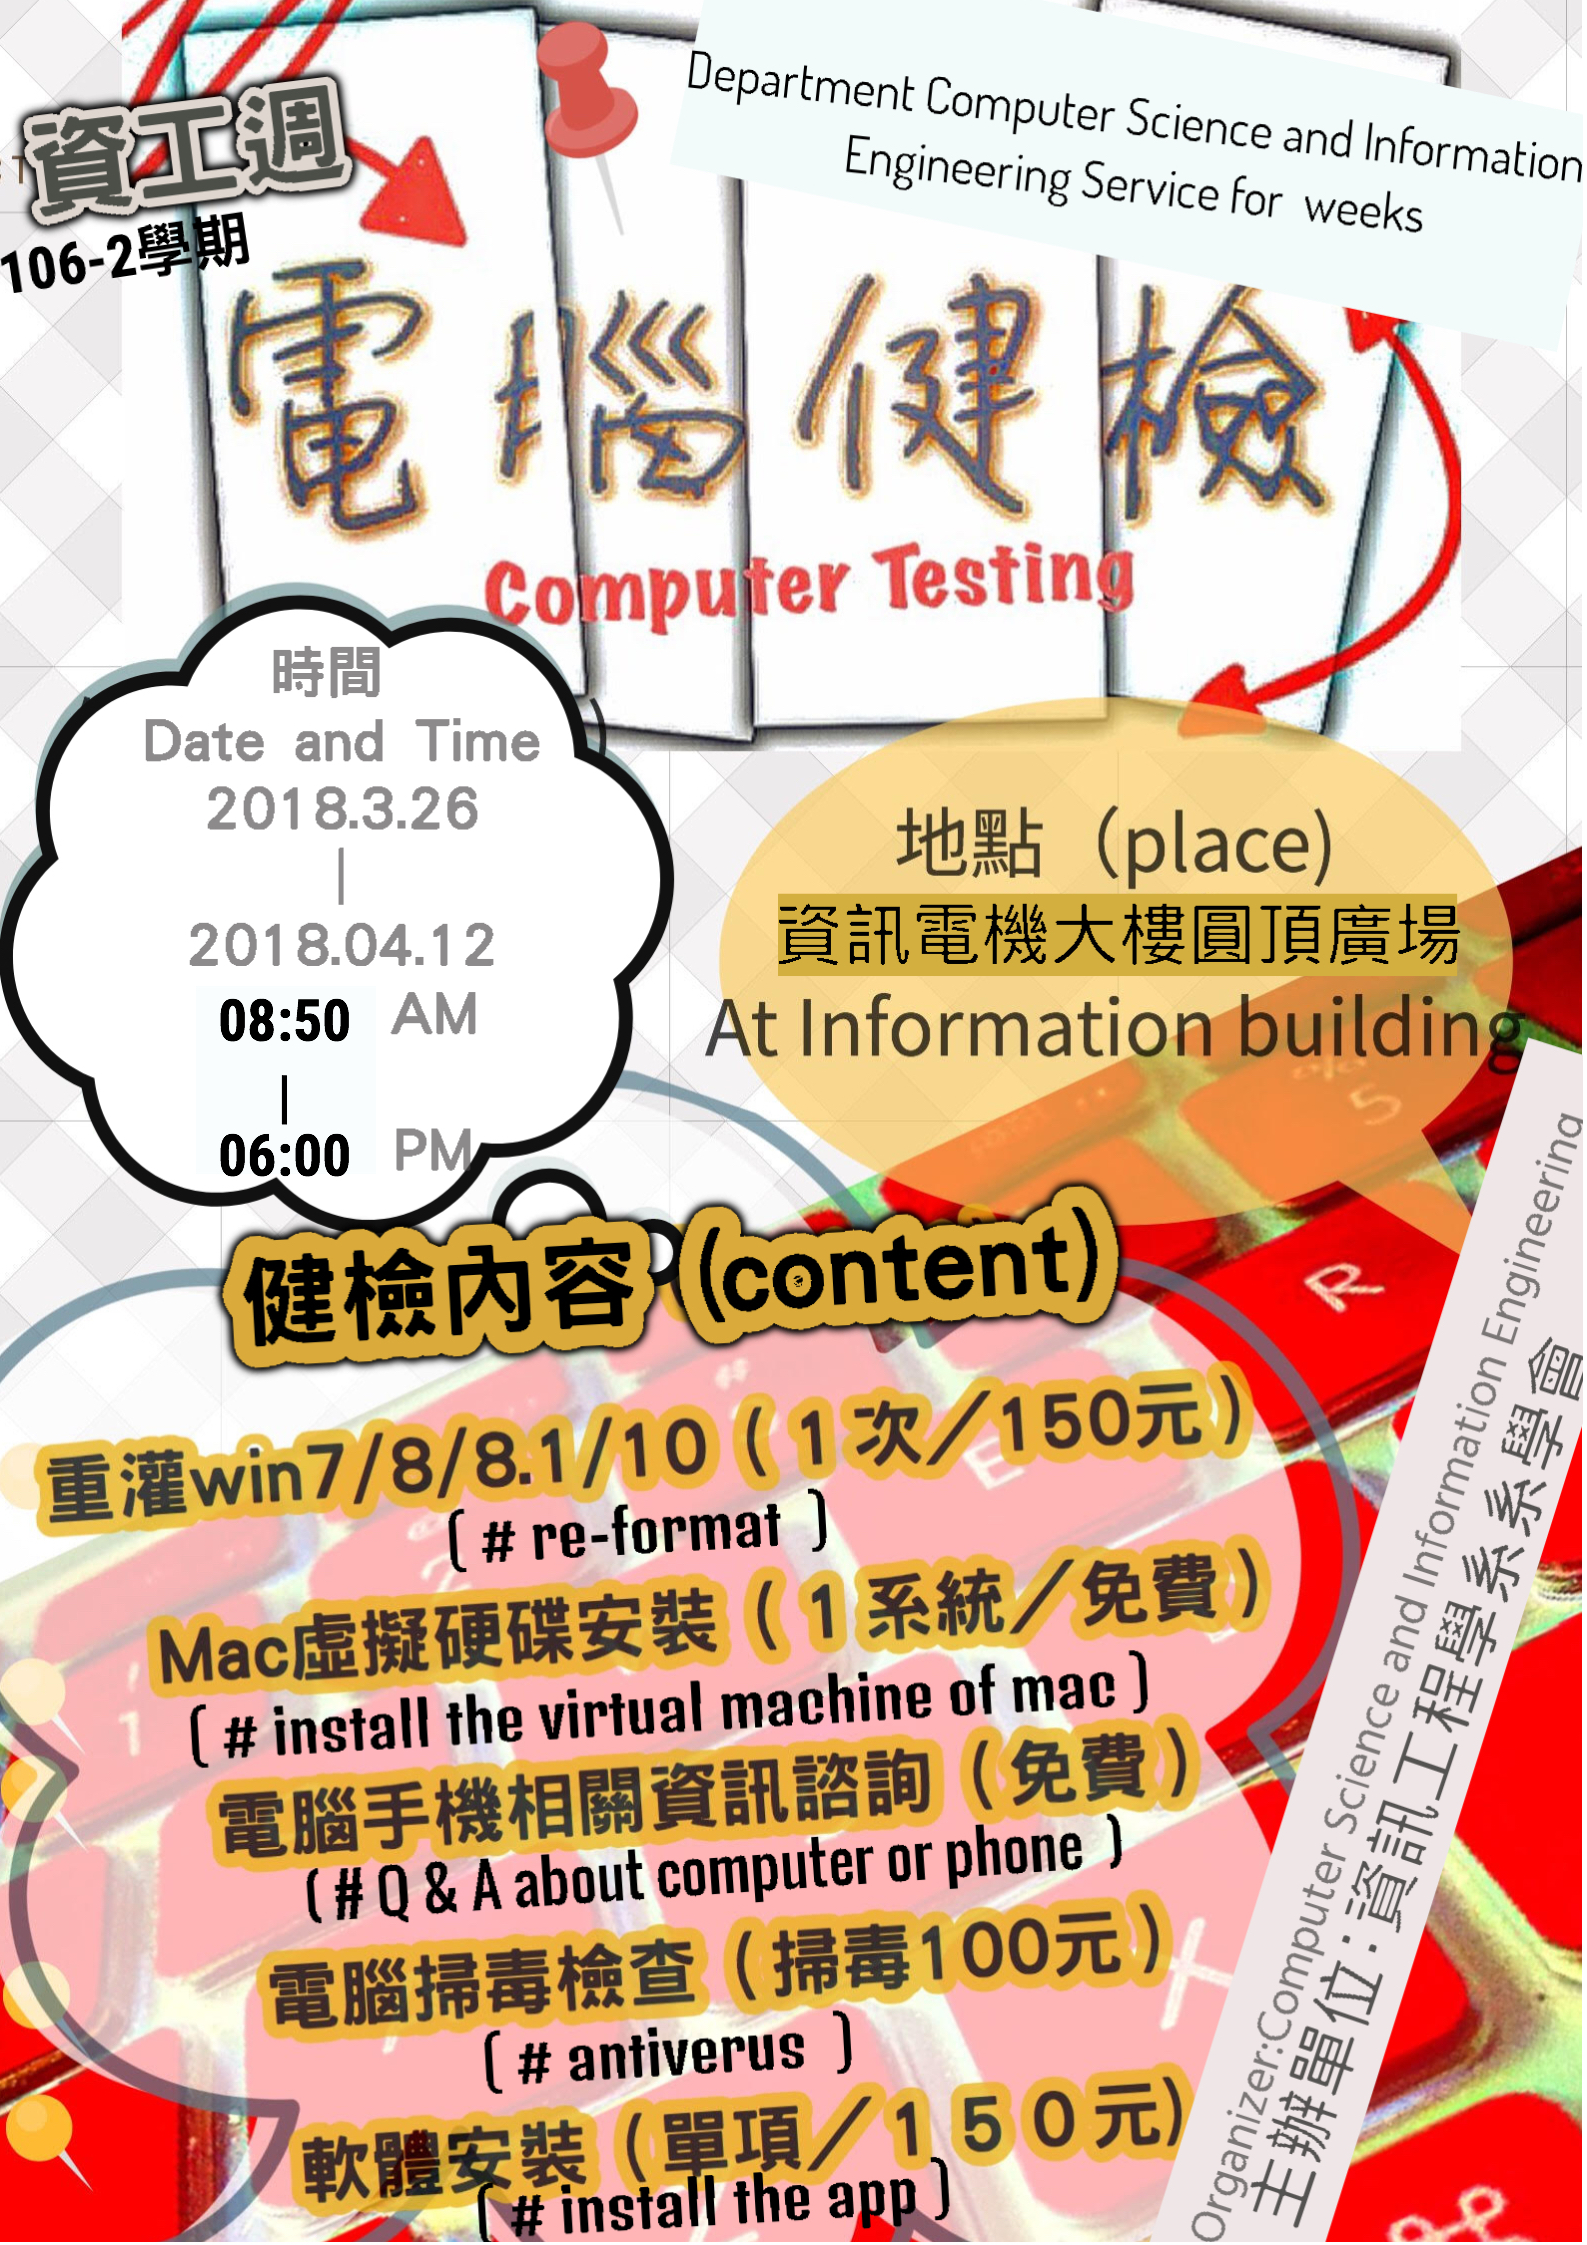 資工週
106-2學期
Department Computer Science and Information
Engineering Service for weeks
電腦健檢
Computer Testing
時間
Date and Time
2018.3.26
|
2018.04.12
08:50 AM
|
06:00 PM
地點（place)
資訊電機大樓圓頂廣場
At Information building
健檢內容 (content)
重灌win7/8/8.1/10（1次／150元）
( # re-format )
Mac虛擬硬碟安裝（1系統／免費）
( # install the virtual machine of mac )
電腦手機相關資訊諮詢（免費）
( # Q & A about computer or phone )
電腦掃毒檢查（掃毒100元）
( # antiverus )
軟體安裝（單項／１５０元)
( # install the app )
Organizer:Computer Science and Information Engineering
主辦單位:資訊工程學系系學會